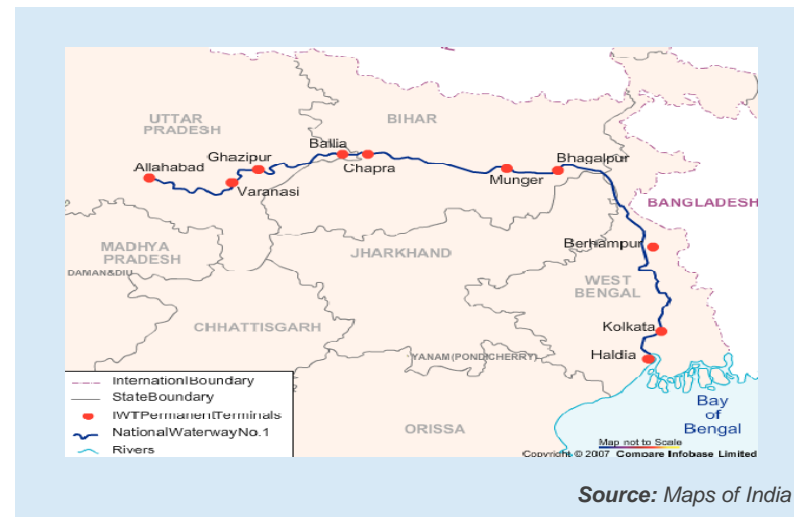 UTTAR
PRADESH
BIHAR
Ballia
Ghazipur
Allahabad
Chapra
Bhagalpur
Munger
Varanasi
BANGLADESH
MADHYA
PRADESH
Berhampur
JHARKHAND
DAMAN&DIU
WEST
BENGAL
CHHATTISGARH
Kolkata
YANAM (PONDICHERRY)
Haldia
InternationlBoundary
StateBoundary
IWTPermanentTerminals
NationalWaterwayNo.1
Rivers
ORISSA
Bay
of
Bengal
Map not to Scale
Copyright © 2007 Compare Infobase Limited
Source: Maps of India